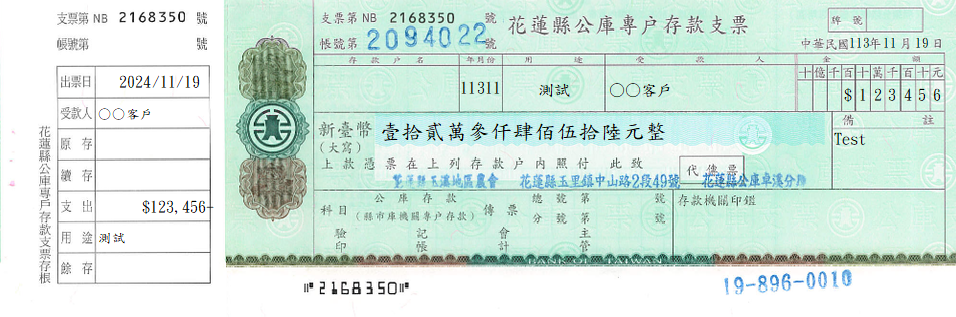 支票第 NB 2168350 號
帳號第 號
出票日 2024/11/19
受款人 ○○客戶
原存
續存
支出 $123,456-
用途 測試
餘存
花蓮縣公庫專戶存款支票存根
支票第 NB 2168350 號
帳號第 2094022 號
花蓮縣公庫專戶存款支票
號碑
中華民國113年11月19日
存款戶名 年月份 用途 受款人 金額
十億千百十萬千百十元
11311 測試 ○○客戶 $123456
新臺幣 壹拾貳萬參仟肆佰伍拾陸元整
(大寫)
備註
Test
上款憑票在上列存款戶內照付 此致
代傳票
花蓮縣玉溪地區農會 花蓮縣玉里鎮中山路2段49號 花蓮縣公庫卓溪分
公庫存款 總號第 號
科目 (縣市庫機關專戶存款) 傳票 分號第 號
存款機關印鑑
驗印 記帳 會計 主管
BANK OF TAIWAN
⑈2168350⑈
19-896-0010